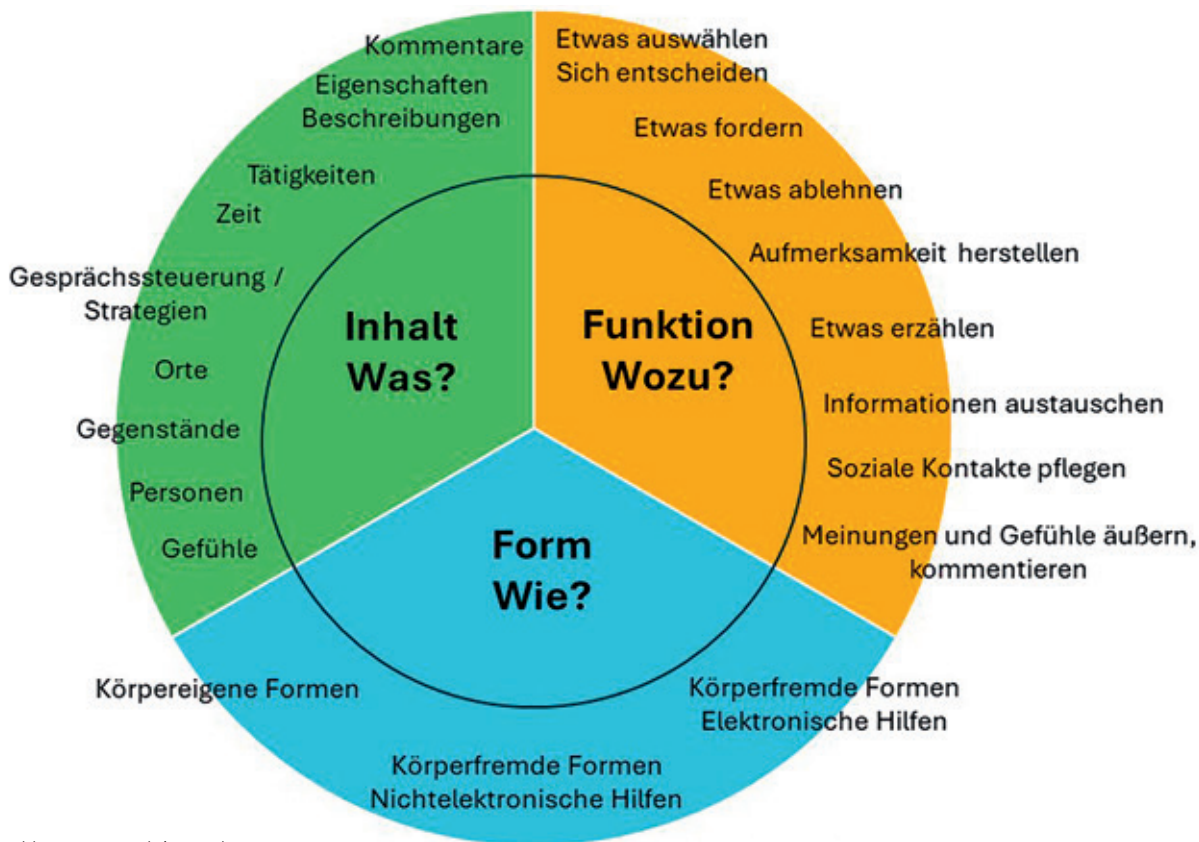 Kommentare
Eigenschaften
Beschreibungen
Tätigkeiten
Zeit
Gesprächssteuerung /
Strategien
Orte
Gegenstände
Personen
Gefühle
Inhalt
Was?
Etwas auswählen
Sich entscheiden
Etwas fordern
Etwas ablehnen
Aufmerksamkeit herstellen
Etwas erzählen
Informationen austauschen
Soziale Kontakte pflegen
Meinungen und Gefühle äußern,
kommentieren
Funktion
Wozu?
Form
Wie?
Körpereigene Formen
Körperfremde Formen
Nichtelektronische Hilfen
Körperfremde Formen
Elektronische Hilfen